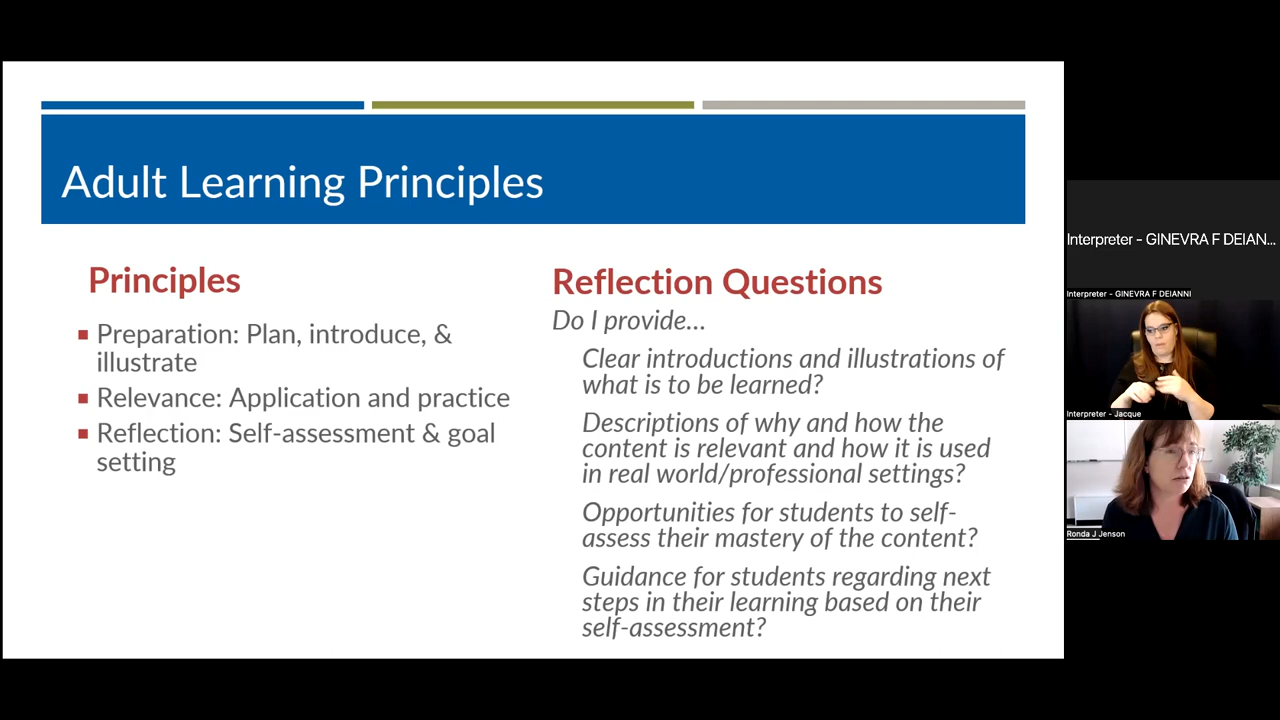 Adult Learning Principles
Principles
Preparation: Plan, introduce, &
illustrate
Relevance: Application and practice
Reflection: Self-assessment & goal
setting
Reflection Questions
Do I provide...
Clear introductions and illustrations of
what is to be learned?
Descriptions of why and how the
content is relevant and how it is used
in real world/professional settings?
Opportunities for students to self-
assess their mastery of the content?
Guidance for students regarding next
steps in their learning based on their
self-assessment?
Interpreter - GINEVRA F DEIAN...
Interpreter - GINEVRA F DEIANNI
Interpreter - Jacque
Ronda J Jenson